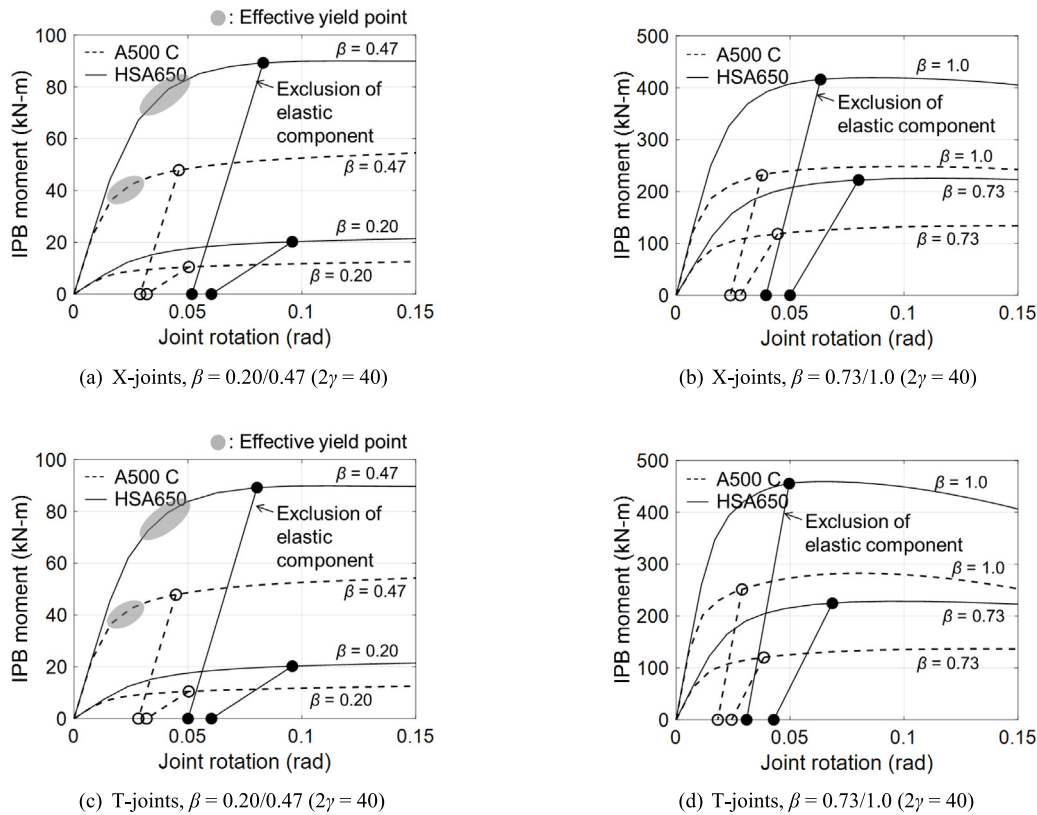 : Effective yield point
100
80
60
40
20
0
IPB moment (kN-m)
A500 C
HSA650
β = 0.47
Exclusion of
elastic
component
β = 0.47
β = 0.20
β = 0.20
0
0.05
0.1
0.15
Joint rotation (rad)
(a) X-joints, β = 0.20/0.47 (2γ = 40)
500
400
300
200
100
0
IPB moment (kN-m)
A500 C
HSA650
β = 1.0
Exclusion of
elastic component
β = 1.0
β = 0.73
β = 0.73
0
0.05
0.1
0.15
Joint rotation (rad)
(b) X-joints, β = 0.73/1.0 (2γ = 40)
: Effective yield point
100
80
60
40
20
0
IPB moment (kN-m)
A500 C
HSA650
β = 0.47
Exclusion of
elastic
component
β = 0.47
β = 0.20
β = 0.20
0
0.05
0.1
0.15
Joint rotation (rad)
(c) T-joints, β = 0.20/0.47 (2γ = 40)
500
400
300
200
100
0
IPB moment (kN-m)
A500 C
HSA650
β = 1.0
Exclusion of
elastic component
β = 1.0
β = 0.73
β = 0.73
0
0.05
0.1
0.15
Joint rotation (rad)
(d) T-joints, β = 0.73/1.0 (2γ = 40)